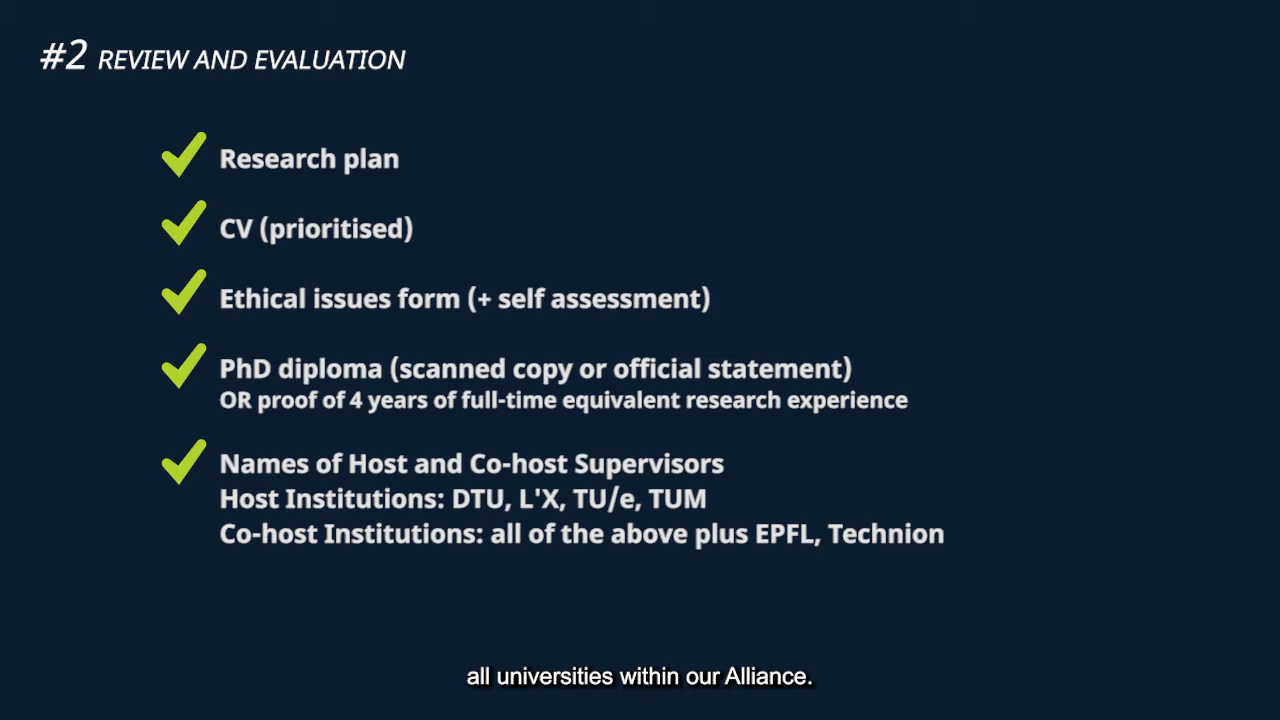 #2 REVIEW AND EVALUATION
Research plan
CV (prioritised)
Ethical issues form (+ self assessment)
PhD diploma (scanned copy or official statement)
OR proof of 4 years of full-time equivalent research experience
Names of Host and Co-host Supervisors
Host Institutions: DTU, L'X, TU/e, TUM
Co-host Institutions: all of the above plus EPFL, Technion
all universities within our Alliance.